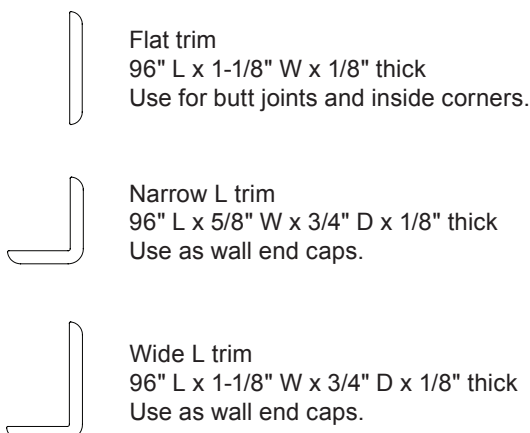 Flat trim
96" L x 1-1/8" W x 1/8" thick
Use for butt joints and inside corners.
Narrow L trim
96" L x 5/8" W x 3/4" D x 1/8" thick
Use as wall end caps.
Wide L trim
96" L x 1-1/8" W x 3/4" D x 1/8" thick
Use as wall end caps.